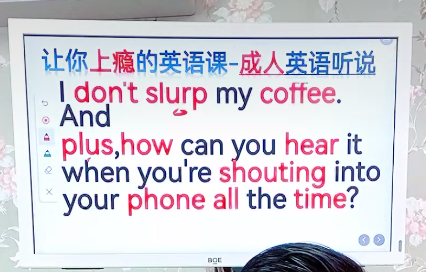 让你上瘾的英语课-成人英语听说
I don't slurp my coffee.
And
plus,how can you hear it
when you're shouting into
your phone all the time?
BOE